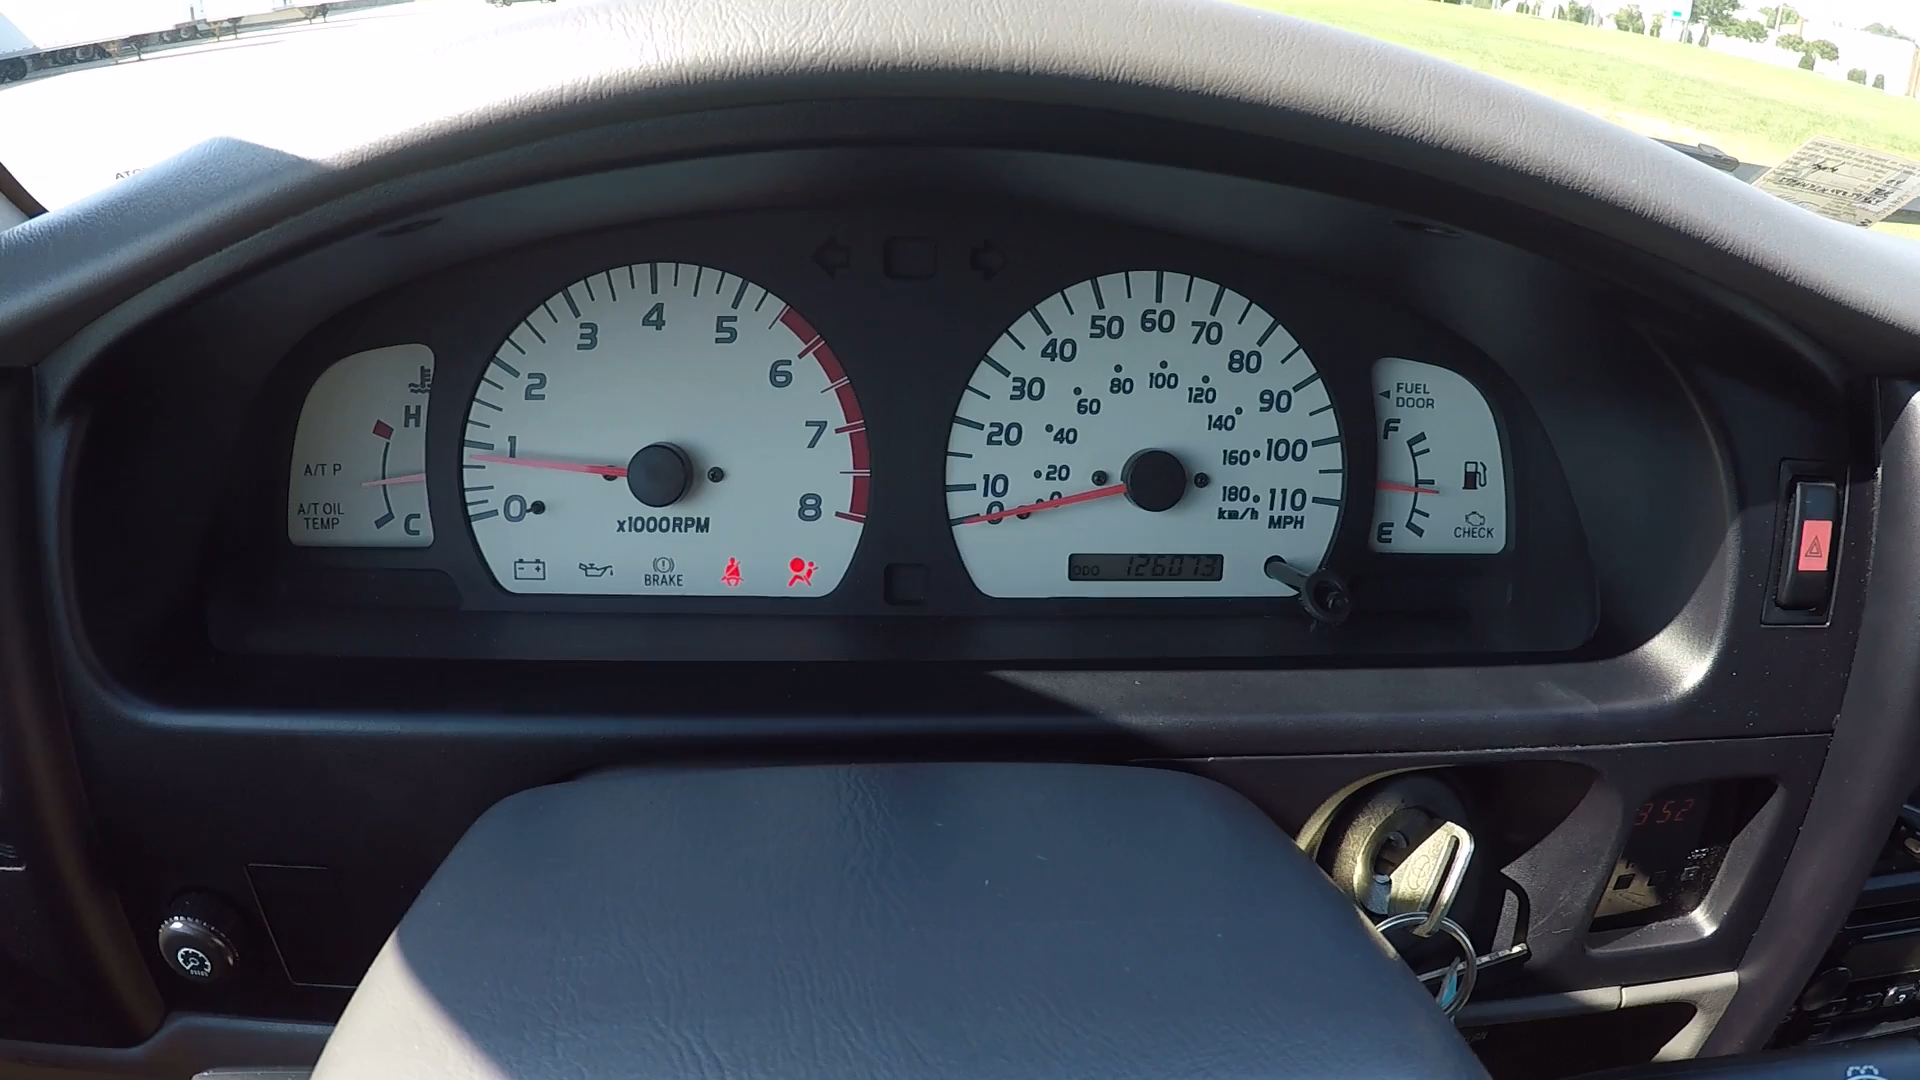 H
A/T P
A/T OIL
TEMP
C
0
1
2
3
4
5
6
7
8
x1000RPM
BRAKE
0
10
20
30
40
50
60
70
80
90
100
110
MPH
0
20
40
60
80
100
120
140
160
180
km/h
ODO 126073
FUEL
DOOR
F
E
CHECK
352